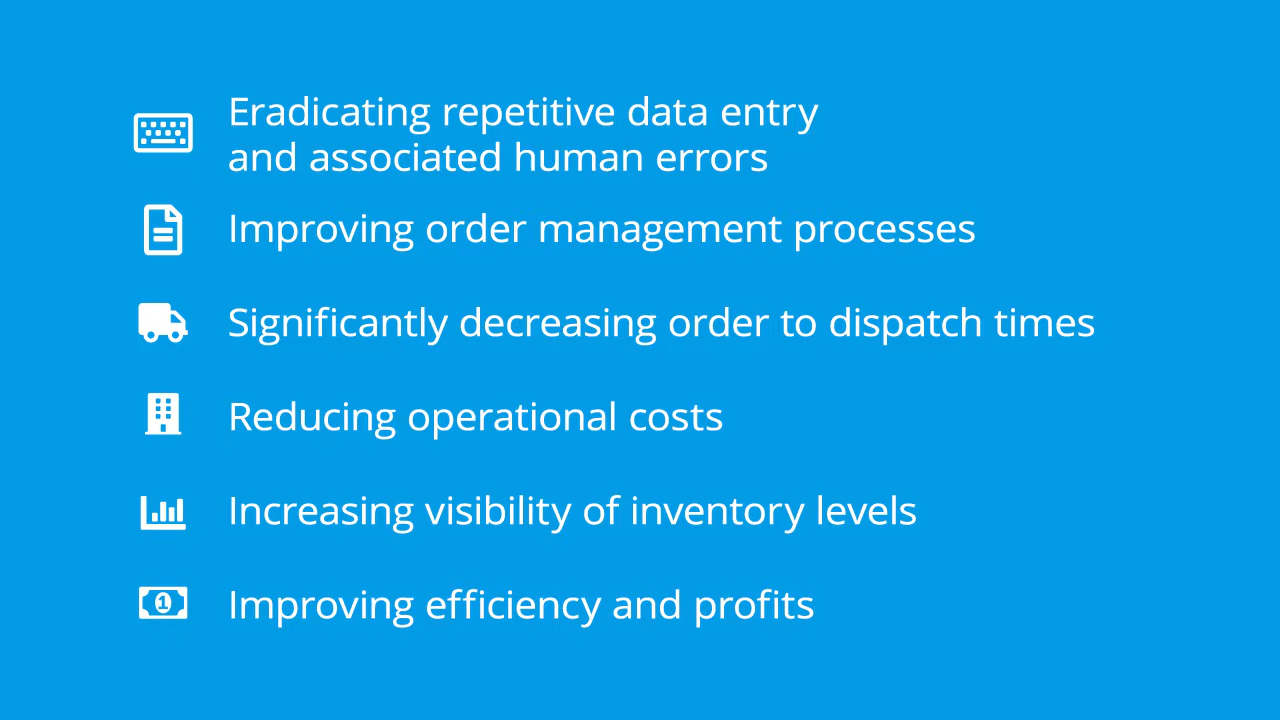 Eradicating repetitive data entry
and associated human errors
Improving order management processes
Significantly decreasing order to dispatch times
Reducing operational costs
Increasing visibility of inventory levels
1
Improving efficiency and profits